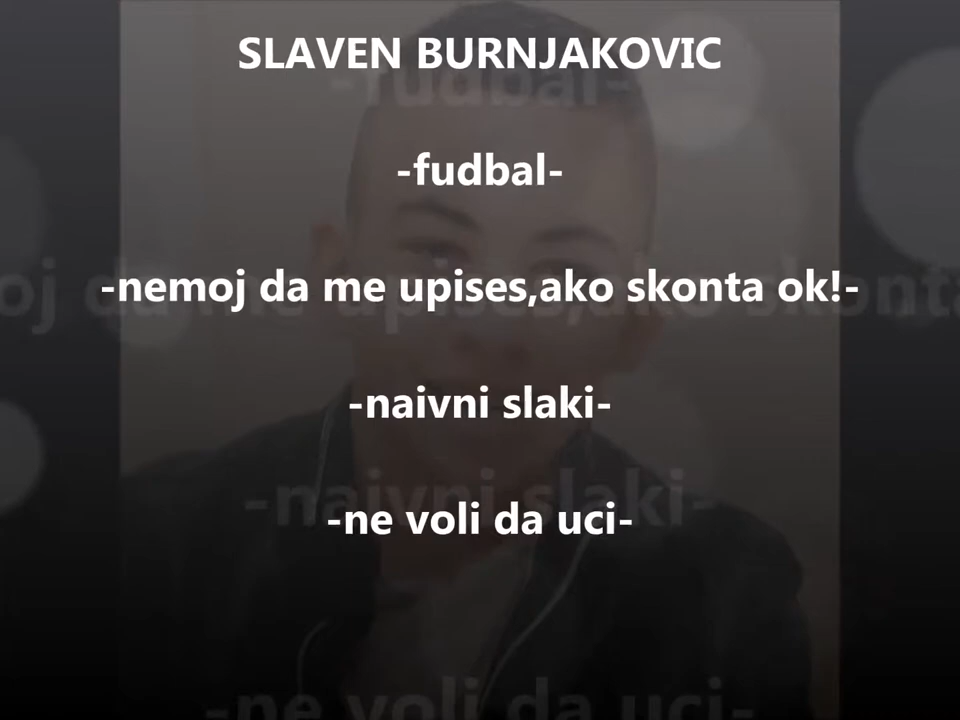 SLAVEN BURNJAKOVIC
-fudbal-
-nemoj da me upises,ako skonta ok!-
-naivni slaki-
-ne voli da uci-